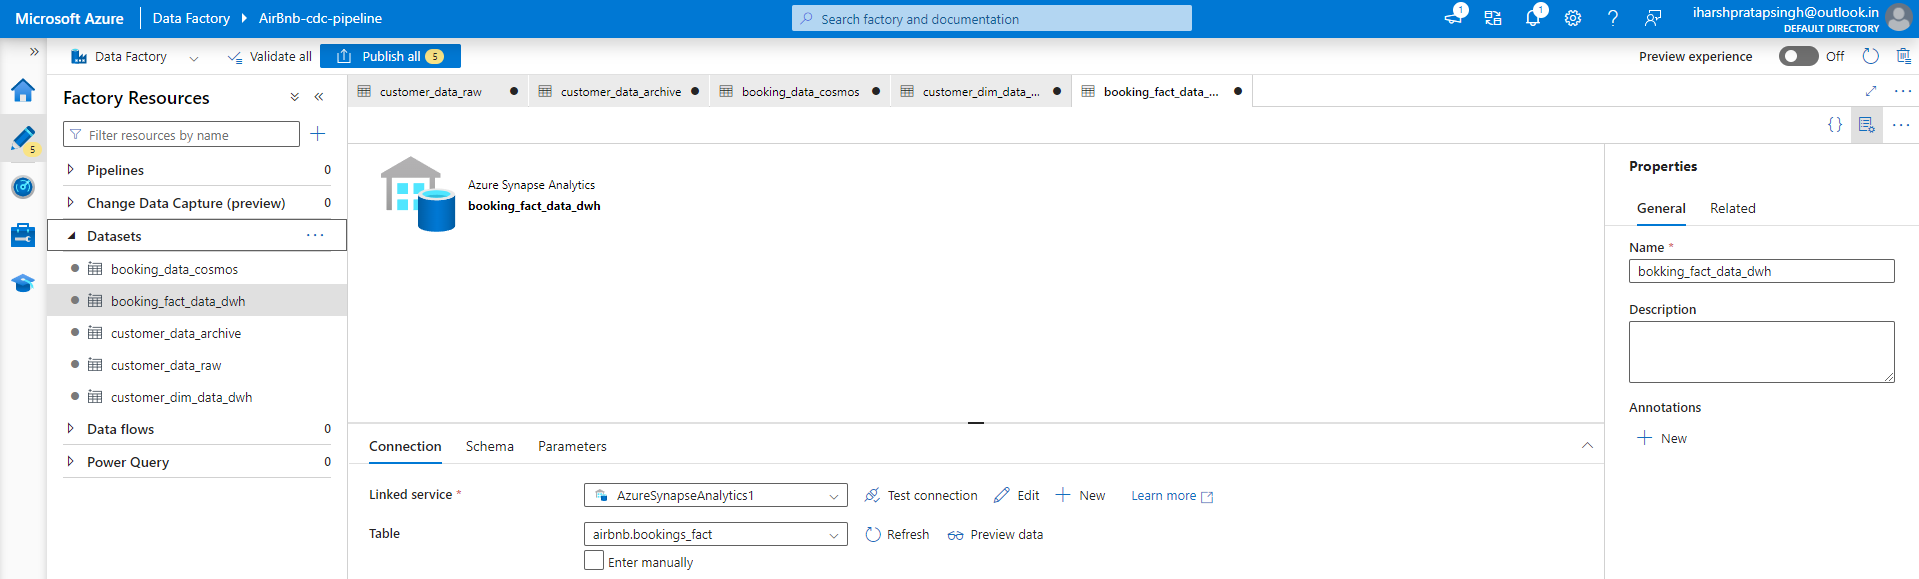 Microsoft Azure
Data Factory
AirBnb-cdc-pipeline
Search factory and documentation
1
1
iharshpratapsingh@outlook.in
DEFAULT DIRECTORY
Data Factory
Validate all
Publish all 5
Preview experience
Off
5
Factory Resources
Filter resources by name
Pipelines 0
Change Data Capture (preview) 0
Datasets
booking_data_cosmos
booking_fact_data_dwh
customer_data_archive
customer_data_raw
customer_dim_data_dwh
Data flows 0
Power Query 0
customer_data_raw
customer_data_archive
booking_data_cosmos
customer_dim_data_...
booking_fact_data_...
{}
Azure Synapse Analytics
booking_fact_data_dwh
Connection
Schema
Parameters
Linked service *
AzureSynapseAnalytics1
Test connection
Edit
New
Learn more
Table
airbnb.bookings_fact
Refresh
Preview data
Enter manually
Properties
General
Related
Name *
bokking_fact_data_dwh
Description
Annotations
New